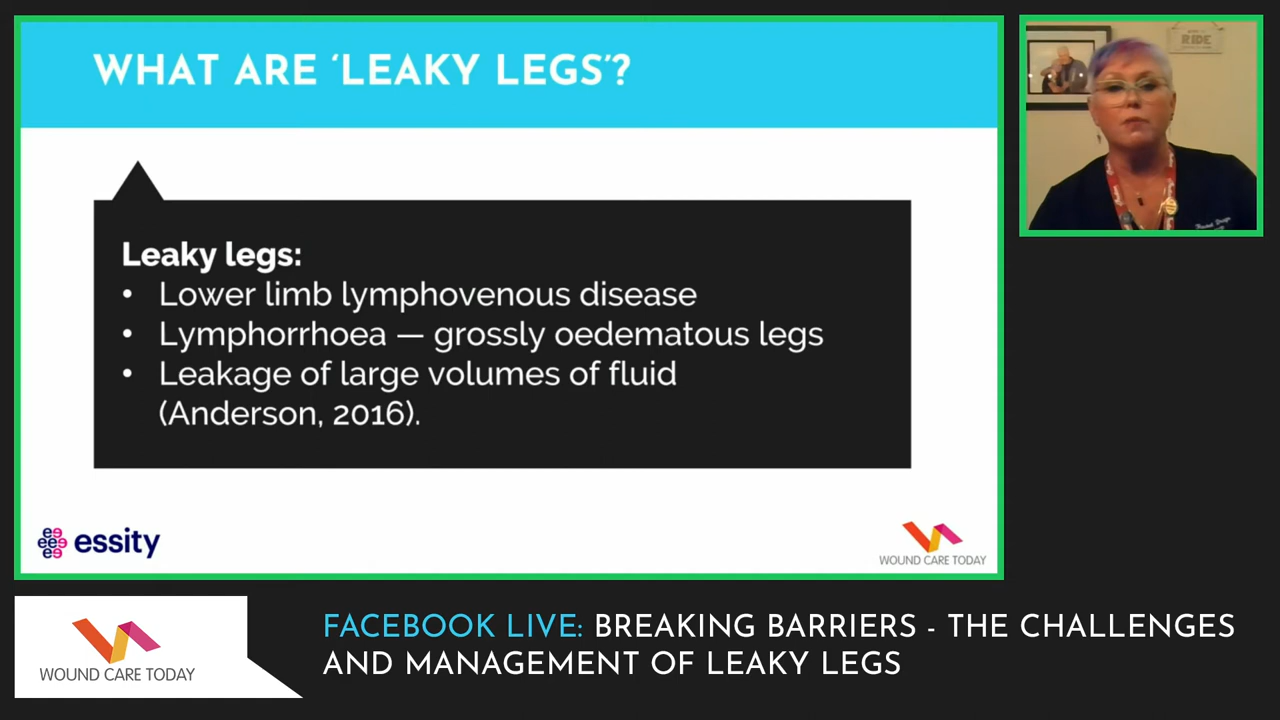 WHAT ARE ‘LEAKY LEGS’?
RIDE
Leaky legs:
• Lower limb lymphovenous disease
• Lymphorrhoea — grossly oedematous legs
• Leakage of large volumes of fluid
(Anderson, 2016).
essity
WOUND CARE TODAY
WOUND CARE TODAY
FACEBOOK LIVE: BREAKING BARRIERS - THE CHALLENGES
AND MANAGEMENT OF LEAKY LEGS